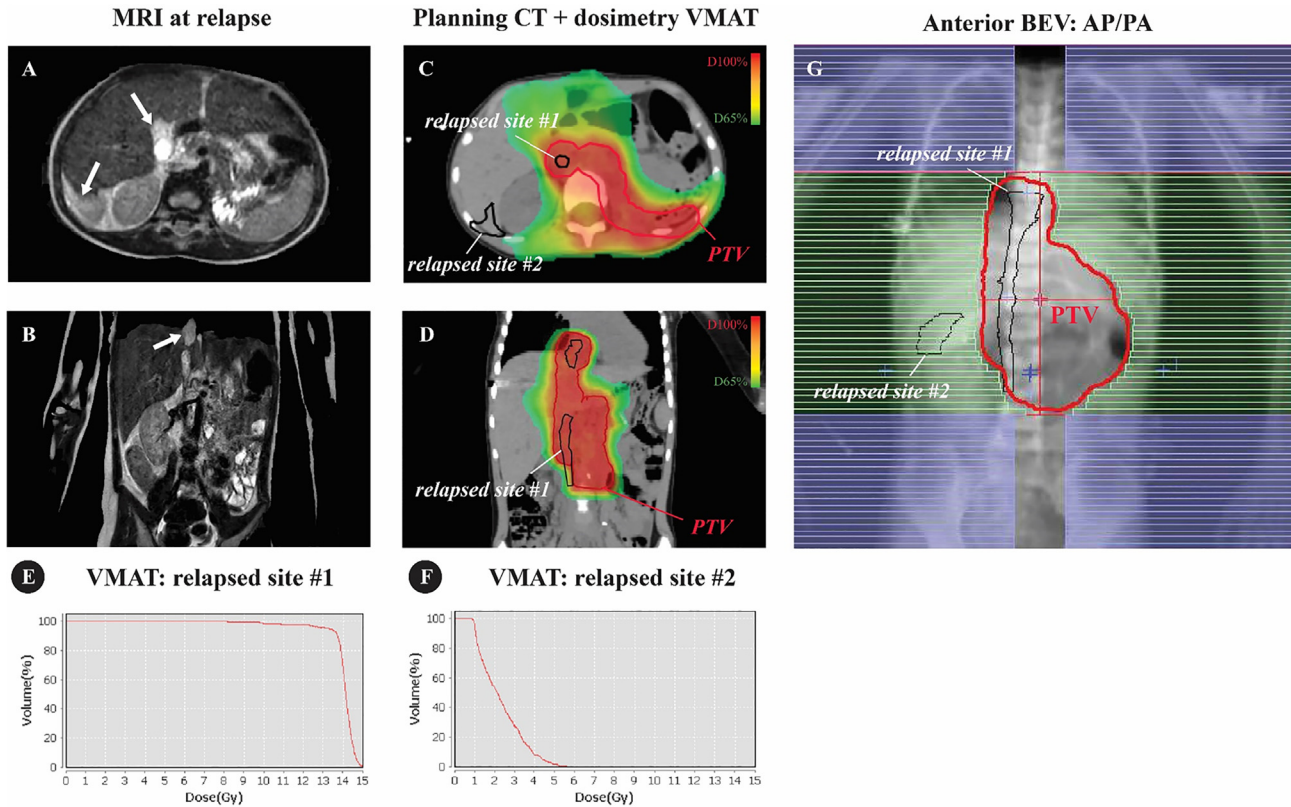 MRI at relapse
Planning CT + dosimetry VMAT
Anterior BEV: AP/PA
A
C
D100%
D65%
relapsed site #1
relapsed site #2
PTV
G
relapsed site #1
PTV
relapsed site #2
B
D
D100%
D65%
relapsed site #1
PTV
E
VMAT: relapsed site #1
Volume(%)
100
80
60
40
20
0
0 1 2 3 4 5 6 7 8 9 10 11 12 13 14 15
Dose(Gy)
F
VMAT: relapsed site #2
Volume(%)
100
80
60
40
20
0
0 1 2 3 4 5 6 7 8 9 10 11 12 13 14 15
Dose(Gy)